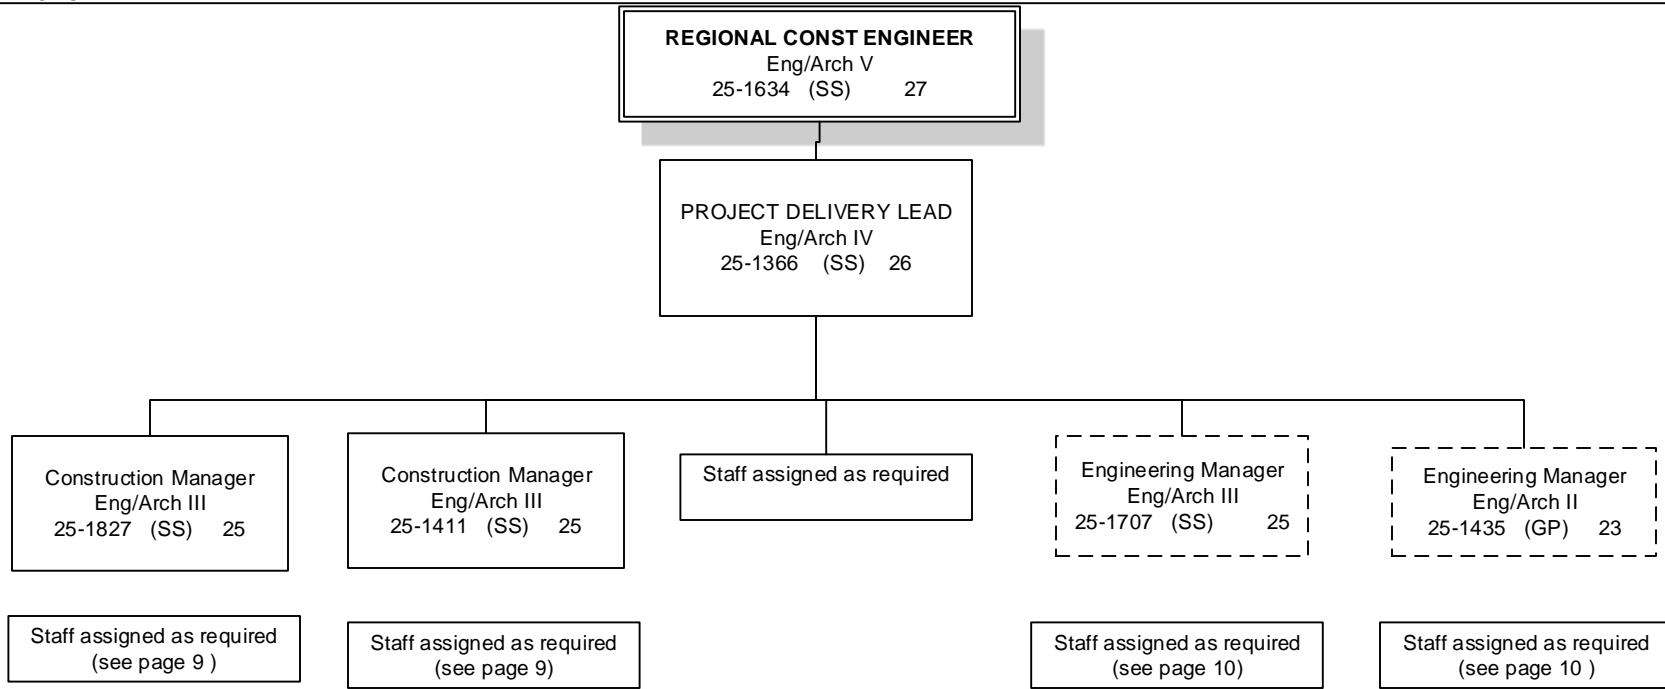 REGIONAL CONST ENGINEER
Eng/Arch V
25-1634 (SS) 27
PROJECT DELIVERY LEAD
Eng/Arch IV
25-1366 (SS) 26
Construction Manager
Eng/Arch III
25-1827 (SS) 25
Construction Manager
Eng/Arch III
25-1411 (SS) 25
Staff assigned as required
Engineering Manager
Eng/Arch III
25-1707 (SS) 25
Engineering Manager
Eng/Arch II
25-1435 (GP) 23
Staff assigned as required
(see page 9 )
Staff assigned as required
(see page 9)
Staff assigned as required
(see page 10)
Staff assigned as required
(see page 10 )